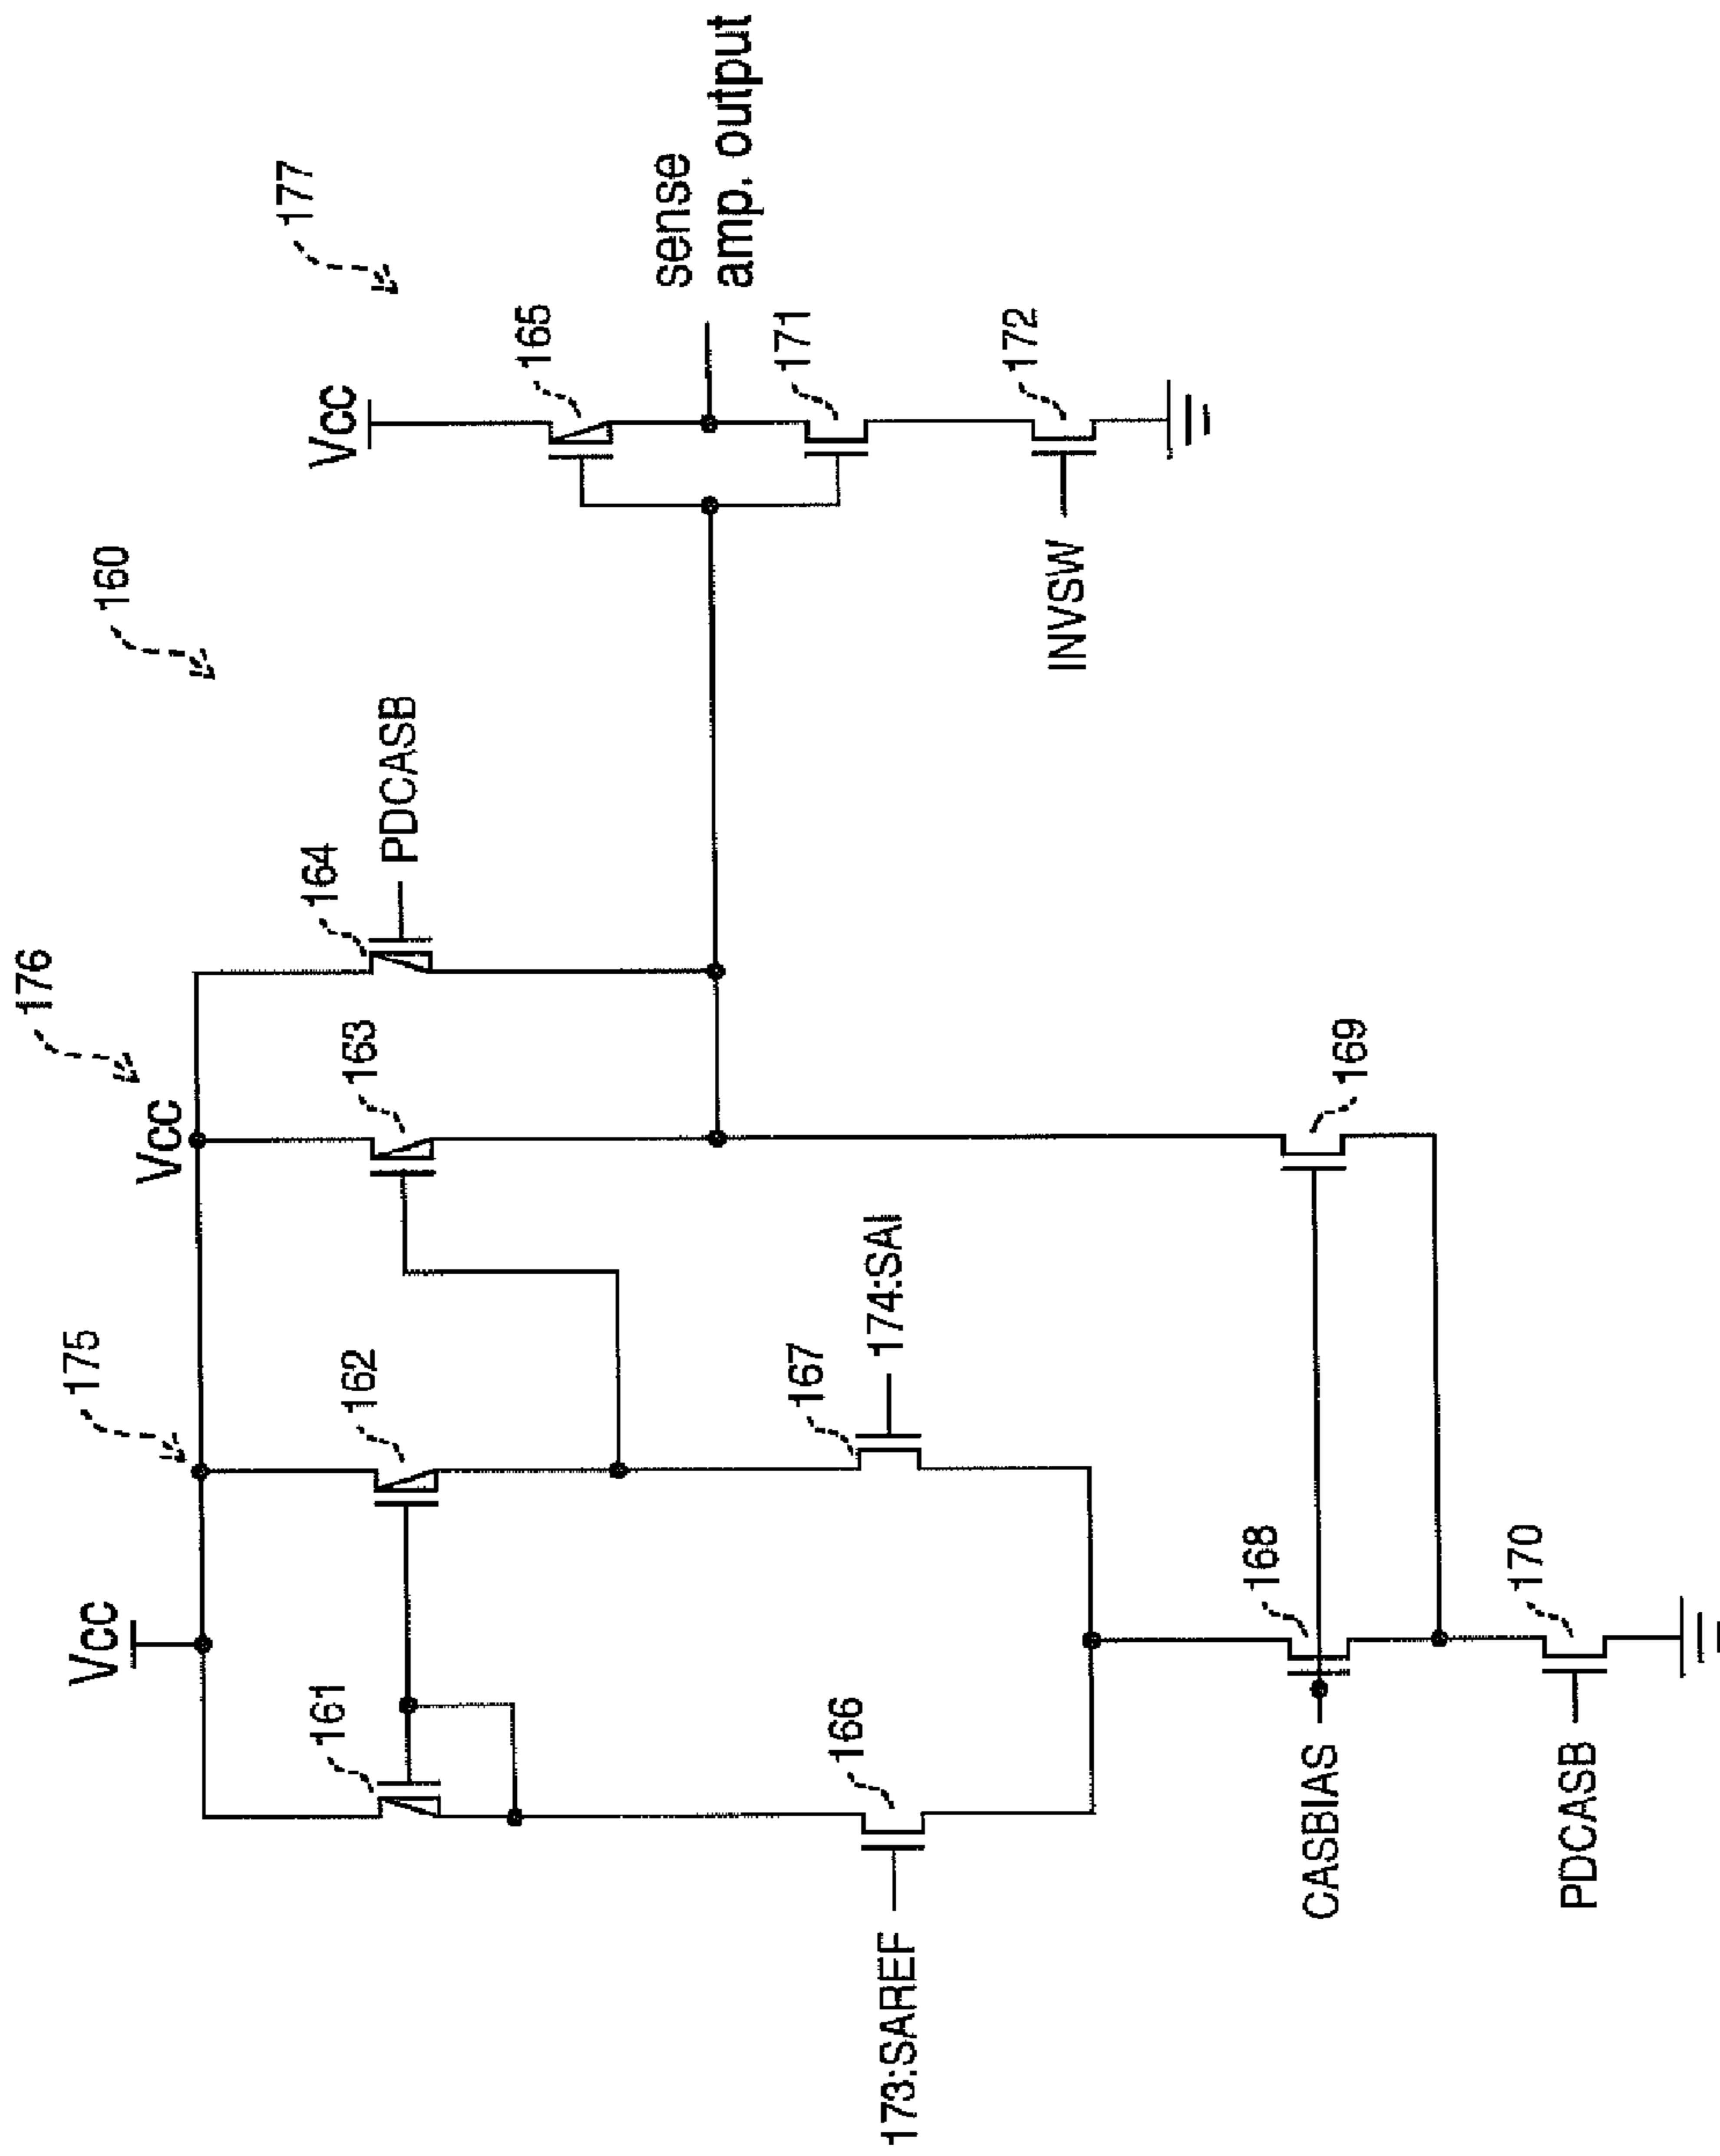 160
175
176
177
Vcc
Vcc
Vcc
161
162
163
164
PDCASB
165
sense
amp. output
173:SAREF
166
167
174:SAI
171
CASBIAS
168
169
INVSW
172
PDCASB
170